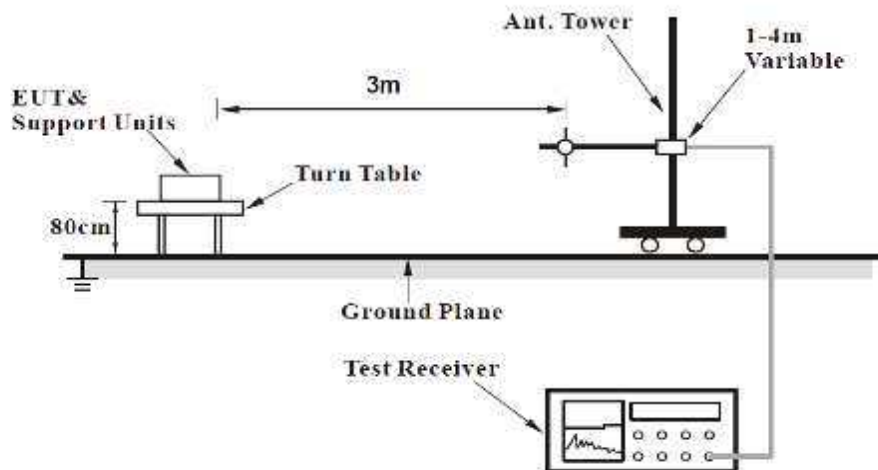 Ant. Tower
1-4m
Variable
3m
EUT&
Support Units
Turn Table
80cm
Ground Plane
Test Receiver